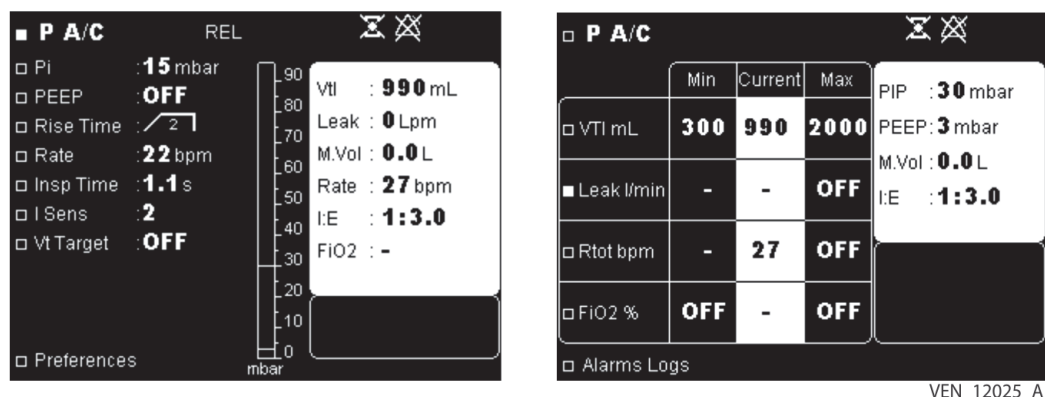 P A/C REL
Pi :15 mbar
PEEP :OFF
Rise Time : 2
Rate :22 bpm
Insp Time :1.1 s
I Sens :2
Vt Target :OFF
Preferences
90
80
70
60
50
40
30
20
10
0
mbar
VtI : 990 mL
Leak : 0 Lpm
M.Vol : 0.0 L
Rate : 27 bpm
I:E : 1:3.0
FiO2 : -
P A/C
Min Current Max
VTI mL 300 990 2000
Leak l/min - - OFF
Rtot bpm - 27 OFF
FiO2 % OFF - OFF
Alarms Logs
PIP : 30 mbar
PEEP: 3 mbar
M.Vol : 0.0 L
I:E : 1:3.0
VEN_12025_A